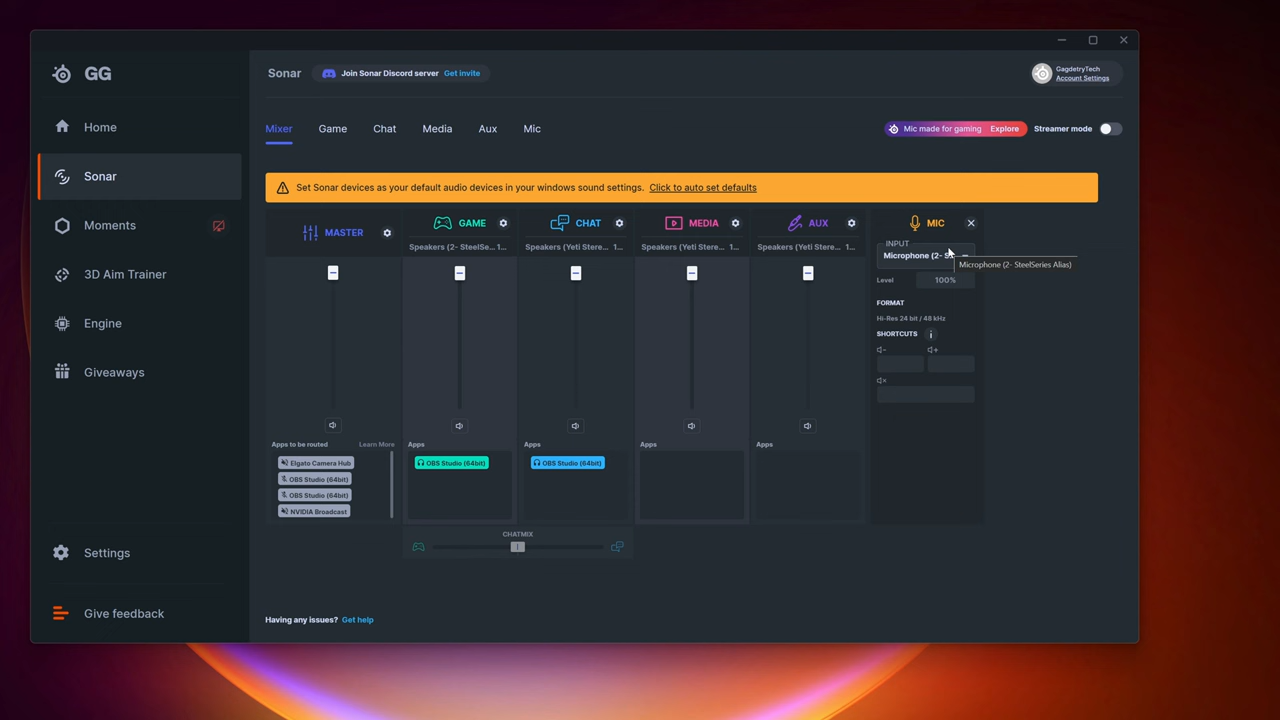 GG
Home
Sonar
Moments
3D Aim Trainer
Engine
Giveaways
Settings
Give feedback
Sonar
Join Sonar Discord server Get invite
GagdetryTech
Account Settings
Mixer Game Chat Media Aux Mic
Mic made for gaming Explore
Streamer mode
Set Sonar devices as your default audio devices in your windows sound settings. Click to auto set defaults
MASTER
Apps to be routed Learn More
Elgato Camera Hub
OBS Studio (64bit)
OBS Studio (64bit)
NVIDIA Broadcast
GAME
Speakers (2- SteelSe... 1...
Apps
OBS Studio (64bit)
CHAT
Speakers (Yeti Stere... 1...
Apps
OBS Studio (64bit)
CHATMIX
MEDIA
Speakers (Yeti Stere... 1...
Apps
AUX
Speakers (Yeti Stere... 1...
Apps
MIC
INPUT
Microphone (2-
Microphone (2- SteelSeries Alias)
Level 100%
FORMAT
Hi-Res 24 bit / 48 kHz
SHORTCUTS
Having any issues? Get help